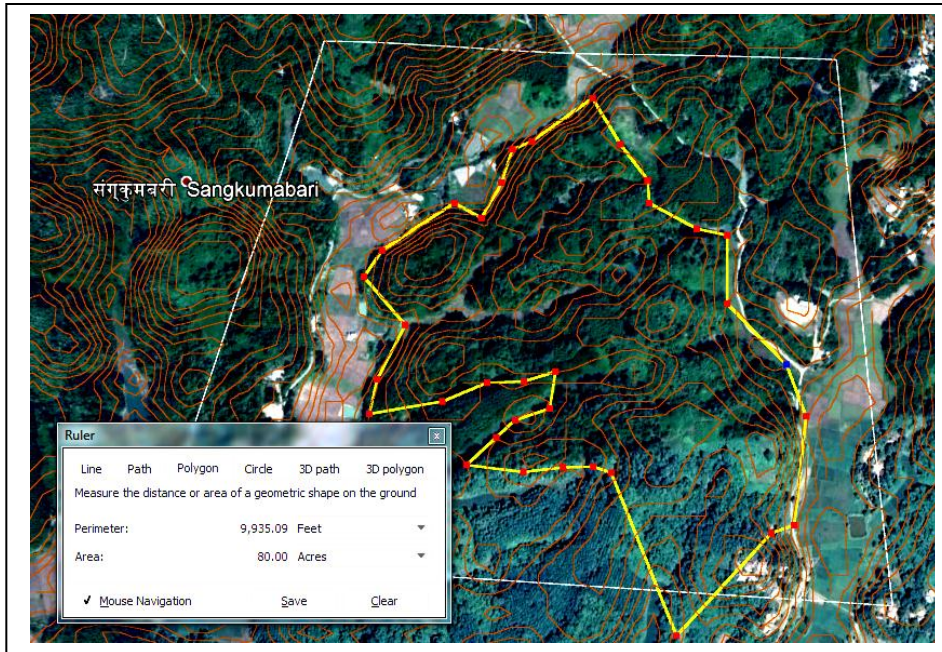 संग्कुमबरी Sangkumabari
Ruler
x
Line Path Polygon Circle 3D path 3D polygon
Measure the distance or area of a geometric shape on the ground
Perimeter: 9,935.09 Feet
Area: 80.00 Acres
✓ Mouse Navigation Save Clear